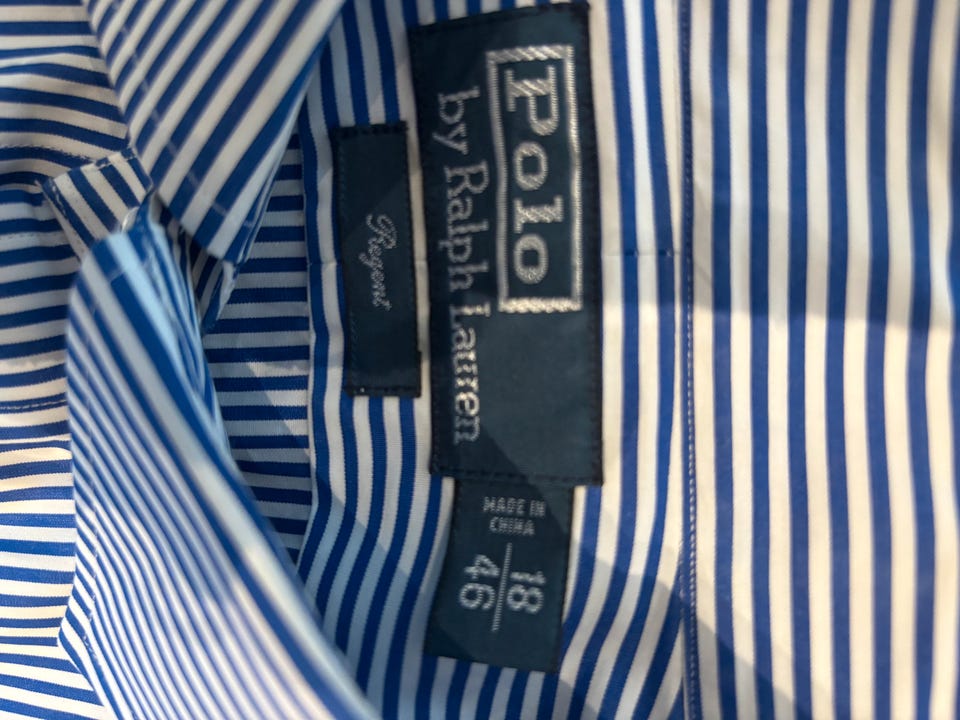 Polo
by Ralph Lauren
Regent
MADE IN
CHINA
18
46